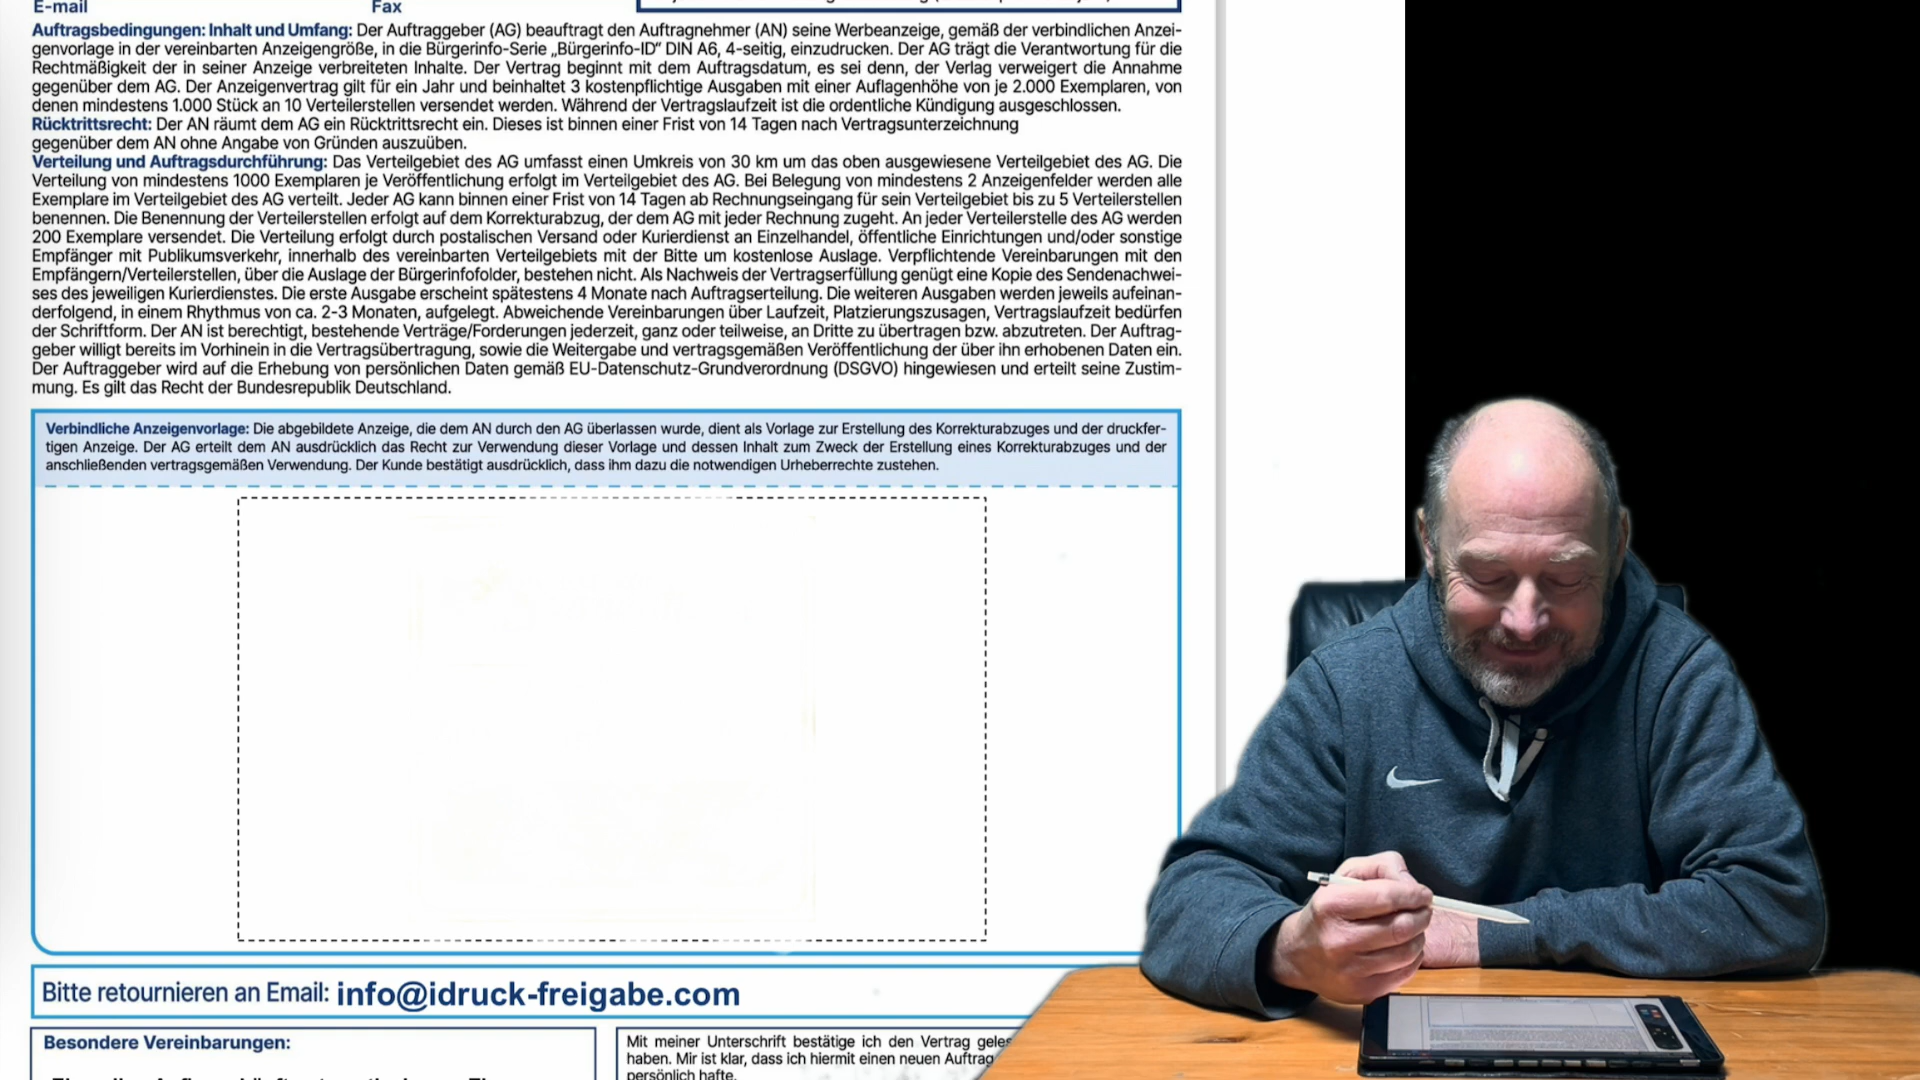 E-mail Fax
Auftragsbedingungen: Inhalt und Umfang: Der Auftraggeber (AG) beauftragt den Auftragnehmer (AN) seine Werbeanzeige, gemäß der verbindlichen Anzei-
genvorlage in der vereinbarten Anzeigengröße, in die Bürgerinfo-Serie „Bürgerinfo-ID“ DIN A6, 4-seitig, einzudrucken. Der AG trägt die Verantwortung für die
Rechtmäßigkeit der in seiner Anzeige verbreiteten Inhalte. Der Vertrag beginnt mit dem Auftragsdatum, es sei denn, der Verlag verweigert die Annahme
gegenüber dem AG. Der Anzeigenvertrag gilt für ein Jahr und beinhaltet 3 kostenpflichtige Ausgaben mit einer Auflagenhöhe von je 2.000 Exemplaren, von
denen mindestens 1.000 Stück an 10 Verteilerstellen versendet werden. Während der Vertragslaufzeit ist die ordentliche Kündigung ausgeschlossen.
Rücktrittsrecht: Der AN räumt dem AG ein Rücktrittsrecht ein. Dieses ist binnen einer Frist von 14 Tagen nach Vertragsunterzeichnung
gegenüber dem AN ohne Angabe von Gründen auszuüben.
Verteilung und Auftragsdurchführung: Das Verteilgebiet des AG umfasst einen Umkreis von 30 km um das oben ausgewiesene Verteilgebiet des AG. Die
Verteilung von mindestens 1000 Exemplaren je Veröffentlichung erfolgt im Verteilgebiet des AG. Bei Belegung von mindestens 2 Anzeigenfelder werden alle
Exemplare im Verteilgebiet des AG verteilt. Jeder AG kann binnen einer Frist von 14 Tagen ab Rechnungseingang für sein Verteilgebiet bis zu 5 Verteilerstellen
benennen. Die Benennung der Verteilerstellen erfolgt auf dem Korrekturabzug, der dem AG mit jeder Rechnung zugeht. An jeder Verteilerstelle des AG werden
200 Exemplare versendet. Die Verteilung erfolgt durch postalischen Versand oder Kurierdienst an Einzelhandel, öffentliche Einrichtungen und/oder sonstige
Empfänger mit Publikumsverkehr, innerhalb des vereinbarten Verteilgebiets mit der Bitte um kostenlose Auslage. Verpflichtende Vereinbarungen mit den
Empfängern/Verteilerstellen, über die Auslage der Bürgerinfofolder, bestehen nicht. Als Nachweis der Vertragserfüllung genügt eine Kopie des Sendenachwei-
ses des jeweiligen Kurierdienstes. Die erste Ausgabe erscheint spätestens 4 Monate nach Auftragserteilung. Die weiteren Ausgaben werden jeweils aufeinan-
derfolgend, in einem Rhythmus von ca. 2-3 Monaten, aufgelegt. Abweichende Vereinbarungen über Laufzeit, Platzierungszusagen, Vertragslaufzeit bedürfen
der Schriftform. Der AN ist berechtigt, bestehende Verträge/Forderungen jederzeit, ganz oder teilweise, an Dritte zu übertragen bzw. abzutreten. Der Auftrag-
geber willigt bereits im Vorhinein in die Vertragsübertragung, sowie die Weitergabe und vertragsgemäßen Veröffentlichung der über ihn erhobenen Daten ein.
Der Auftraggeber wird auf die Erhebung von persönlichen Daten gemäß EU-Datenschutz-Grundverordnung (DSGVO) hingewiesen und erteilt seine Zustim-
mung. Es gilt das Recht der Bundesrepublik Deutschland.
Verbindliche Anzeigenvorlage: Die abgebildete Anzeige, die dem AN durch den AG überlassen wurde, dient als Vorlage zur Erstellung des Korrekturabzuges und der druckfer-
tigen Anzeige. Der AG erteilt dem AN ausdrücklich das Recht zur Verwendung dieser Vorlage und dessen Inhalt zum Zweck der Erstellung eines Korrekturabzuges und der
anschließenden vertragsgemäßen Verwendung. Der Kunde bestätigt ausdrücklich, dass ihm dazu die notwendigen Urheberrechte zustehen.
Bitte retournieren an Email: info@idruck-freigabe.com
Besondere Vereinbarungen:
Mit meiner Unterschrift bestätige ich den Vertrag geles
haben. Mir ist klar, dass ich hiermit einen neuen Auftrag
persönlich hafte.